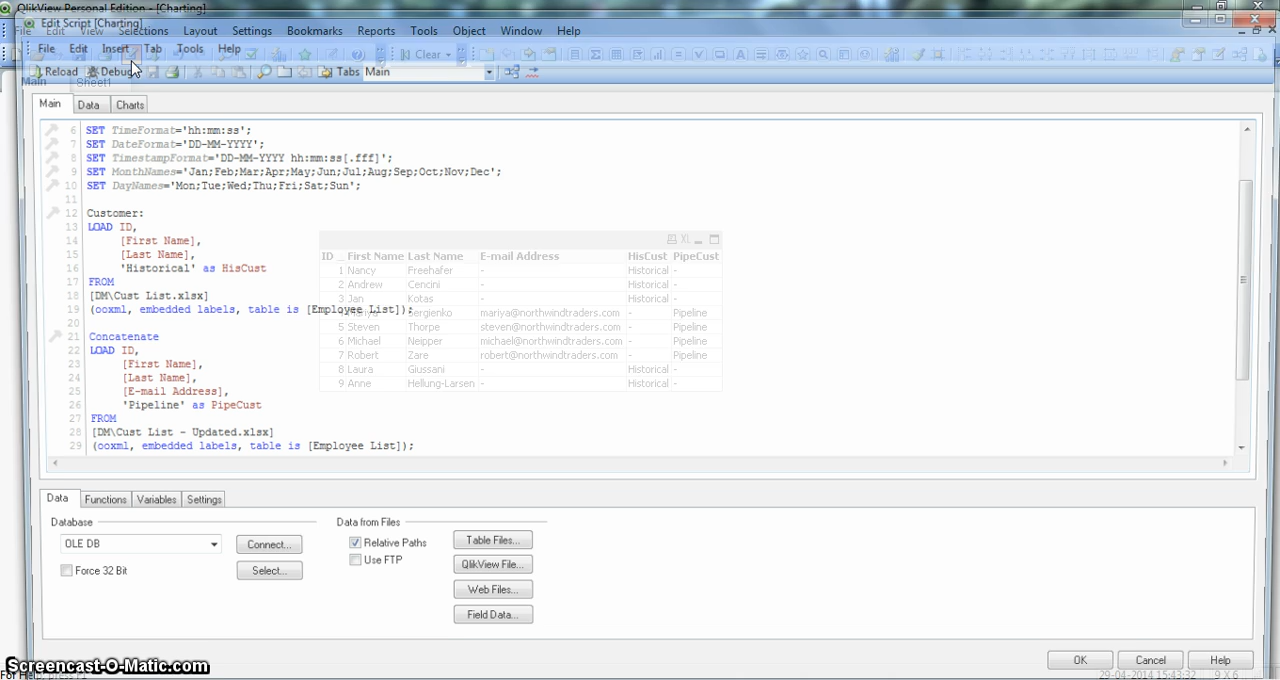 QlikView Personal Edition - [Charting]
Edit Script [Charting]
File Edit View Selections Layout Settings Bookmarks Reports Tools Object Window Help
File Edit Insert Tab Tools Help
Clear
Reload Debug Tabs Main
Main Sheet1
Main Data Charts
6 SET TimeFormat='hh:mm:ss';
7 SET DateFormat='DD-MM-YYYY';
8 SET TimestampFormat='DD-MM-YYYY hh:mm:ss[.fff]';
9 SET MonthNames='Jan;Feb;Mar;Apr;May;Jun;Jul;Aug;Sep;Oct;Nov;Dec';
10 SET DayNames='Mon;Tue;Wed;Thu;Fri;Sat;Sun';
11
12 Customer:
13 LOAD ID,
14 [First Name],
15 [Last Name],
16 'Historical' as HisCust
17 FROM
18 [DM\Cust List.xlsx]
19 (ooxml, embedded labels, table is [Employee List]);
20
21 Concatenate
22 LOAD ID,
23 [First Name],
24 [Last Name],
25 [E-mail Address],
26 'Pipeline' as PipeCust
27 FROM
28 [DM\Cust List - Updated.xlsx]
29 (ooxml, embedded labels, table is [Employee List]);
XL
ID First Name Last Name E-mail Address HisCust PipeCust
1 Nancy Freehafer - Historical -
2 Andrew Cencini - Historical -
3 Jan Kotas - Historical -
mariya@northwindtraders.com - Pipeline
5 Steven Thorpe steven@northwindtraders.com - Pipeline
6 Michael Neipper michael@northwindtraders.com - Pipeline
7 Robert Zare robert@northwindtraders.com - Pipeline
8 Laura Giussani - Historical -
9 Anne Hellung-Larsen - Historical -
Data Functions Variables Settings
Database
OLE DB Connect...
Force 32 Bit Select...
Data from Files
Relative Paths
Use FTP
Table Files...
QlikView File...
Web Files...
Field Data...
OK Cancel Help
Screencast-O-Matic.com
For Help, press F1
29-04-2014 15:43:32 9 X 6